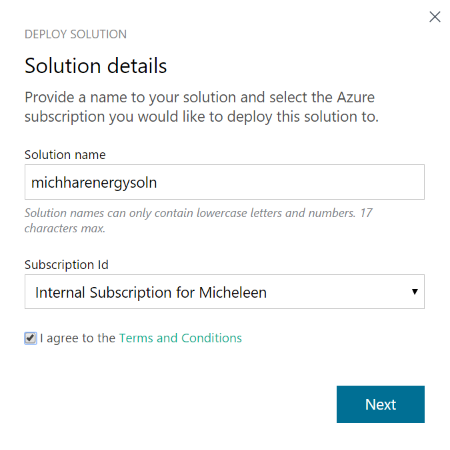 DEPLOY SOLUTION
Solution details
Provide a name to your solution and select the Azure
subscription you would like to deploy this solution to.
Solution name
michharenergysoln
Solution names can only contain lowercase letters and numbers. 17
characters max.
Subscription Id
Internal Subscription for Micheleen
I agree to the Terms and Conditions
Next